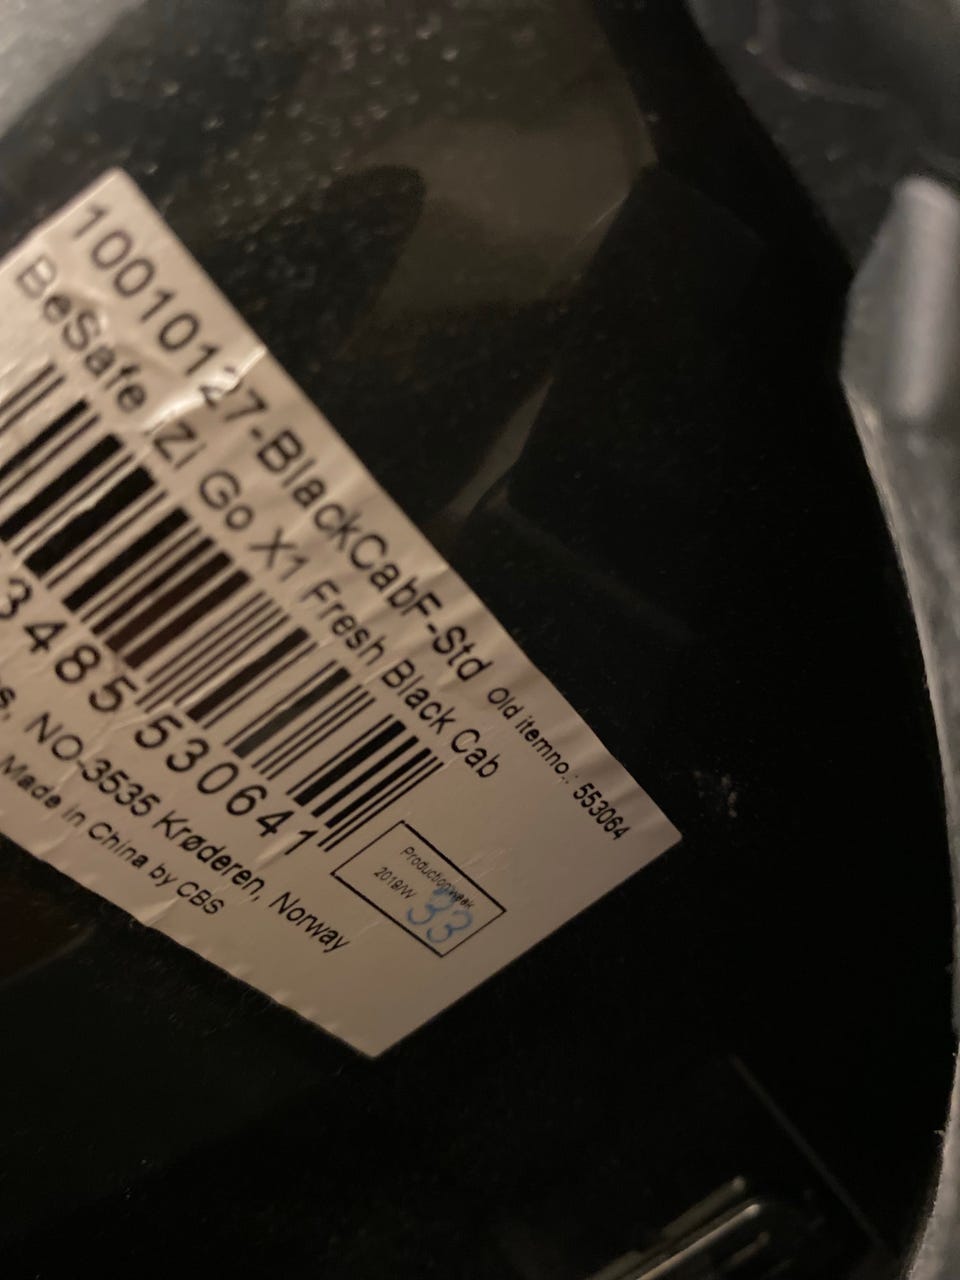 10010127-BlackCabF-Std Old itemno.: 553064
BeSafe iZi Go X1 Fresh Black Cab
3485530641
NO-3535 Krøderen, Norway
Made in China by CBS
Productionweek
2019/W 33